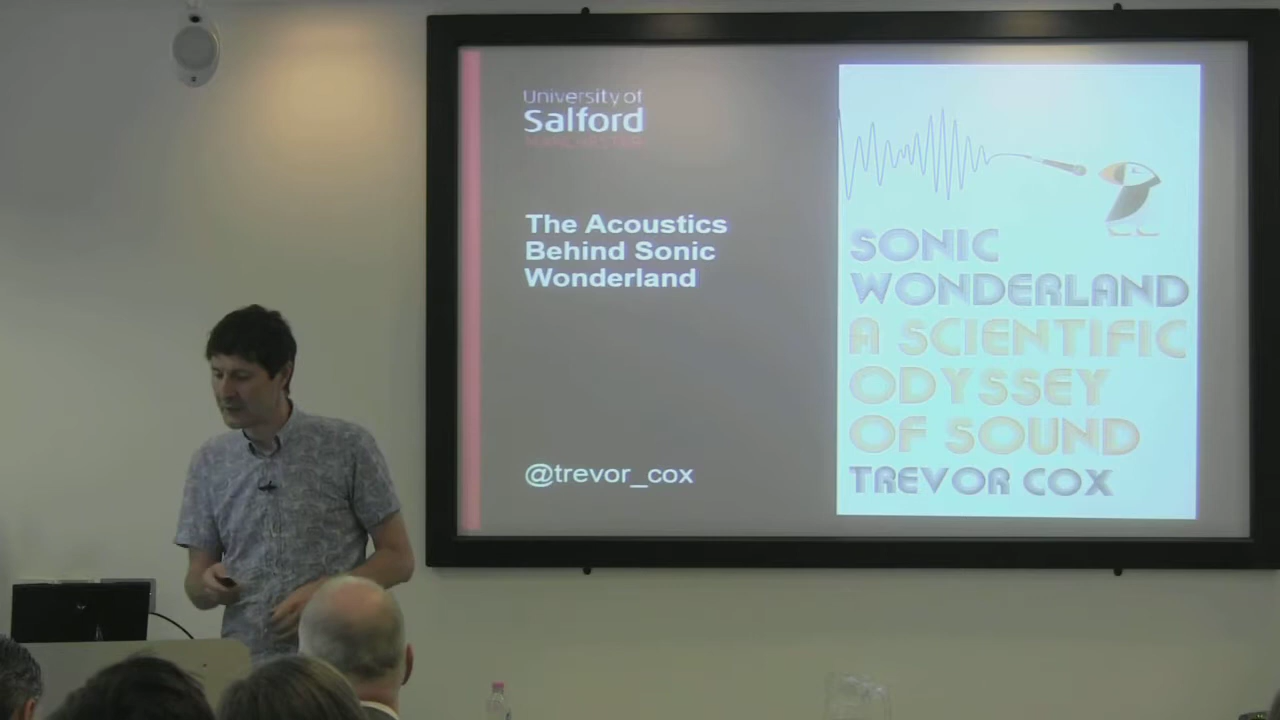 University of
Salford
The Acoustics
Behind Sonic
Wonderland
@trevor_cox
SONIC
WONDERLAND
A SCIENTIFIC
ODYSSEY
OF SOUND
TREVOR COX